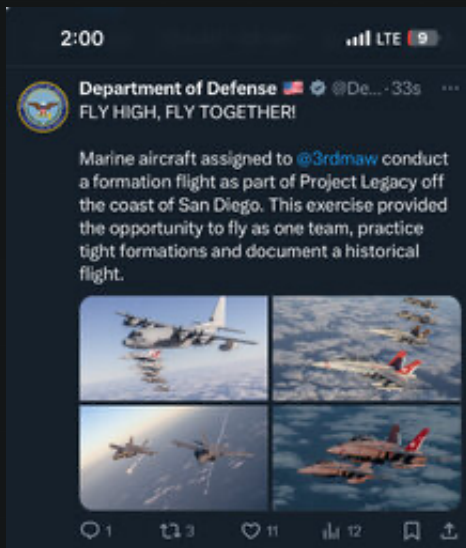 2:00 LTE 9
Department of Defense 🇺🇸 @De... · 33s ...
FLY HIGH, FLY TOGETHER!
Marine aircraft assigned to @3rdmaw conduct
a formation flight as part of Project Legacy off
the coast of San Diego. This exercise provided
the opportunity to fly as one team, practice
tight formations and document a historical
flight.
1 3 11 12